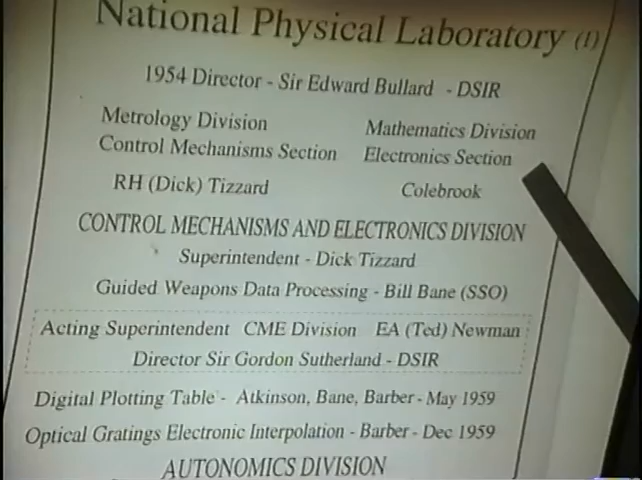 National Physical Laboratory (1)
1954 Director - Sir Edward Bullard - DSIR
Metrology Division Mathematics Division
Control Mechanisms Section Electronics Section
RH (Dick) Tizzard Colebrook
CONTROL MECHANISMS AND ELECTRONICS DIVISION
Superintendent - Dick Tizzard
Guided Weapons Data Processing - Bill Bane (SSO)
Acting Superintendent CME Division EA (Ted) Newman
Director Sir Gordon Sutherland - DSIR
Digital Plotting Table - Atkinson, Bane, Barber - May 1959
Optical Gratings Electronic Interpolation - Barber - Dec 1959
AUTONOMICS DIVISION